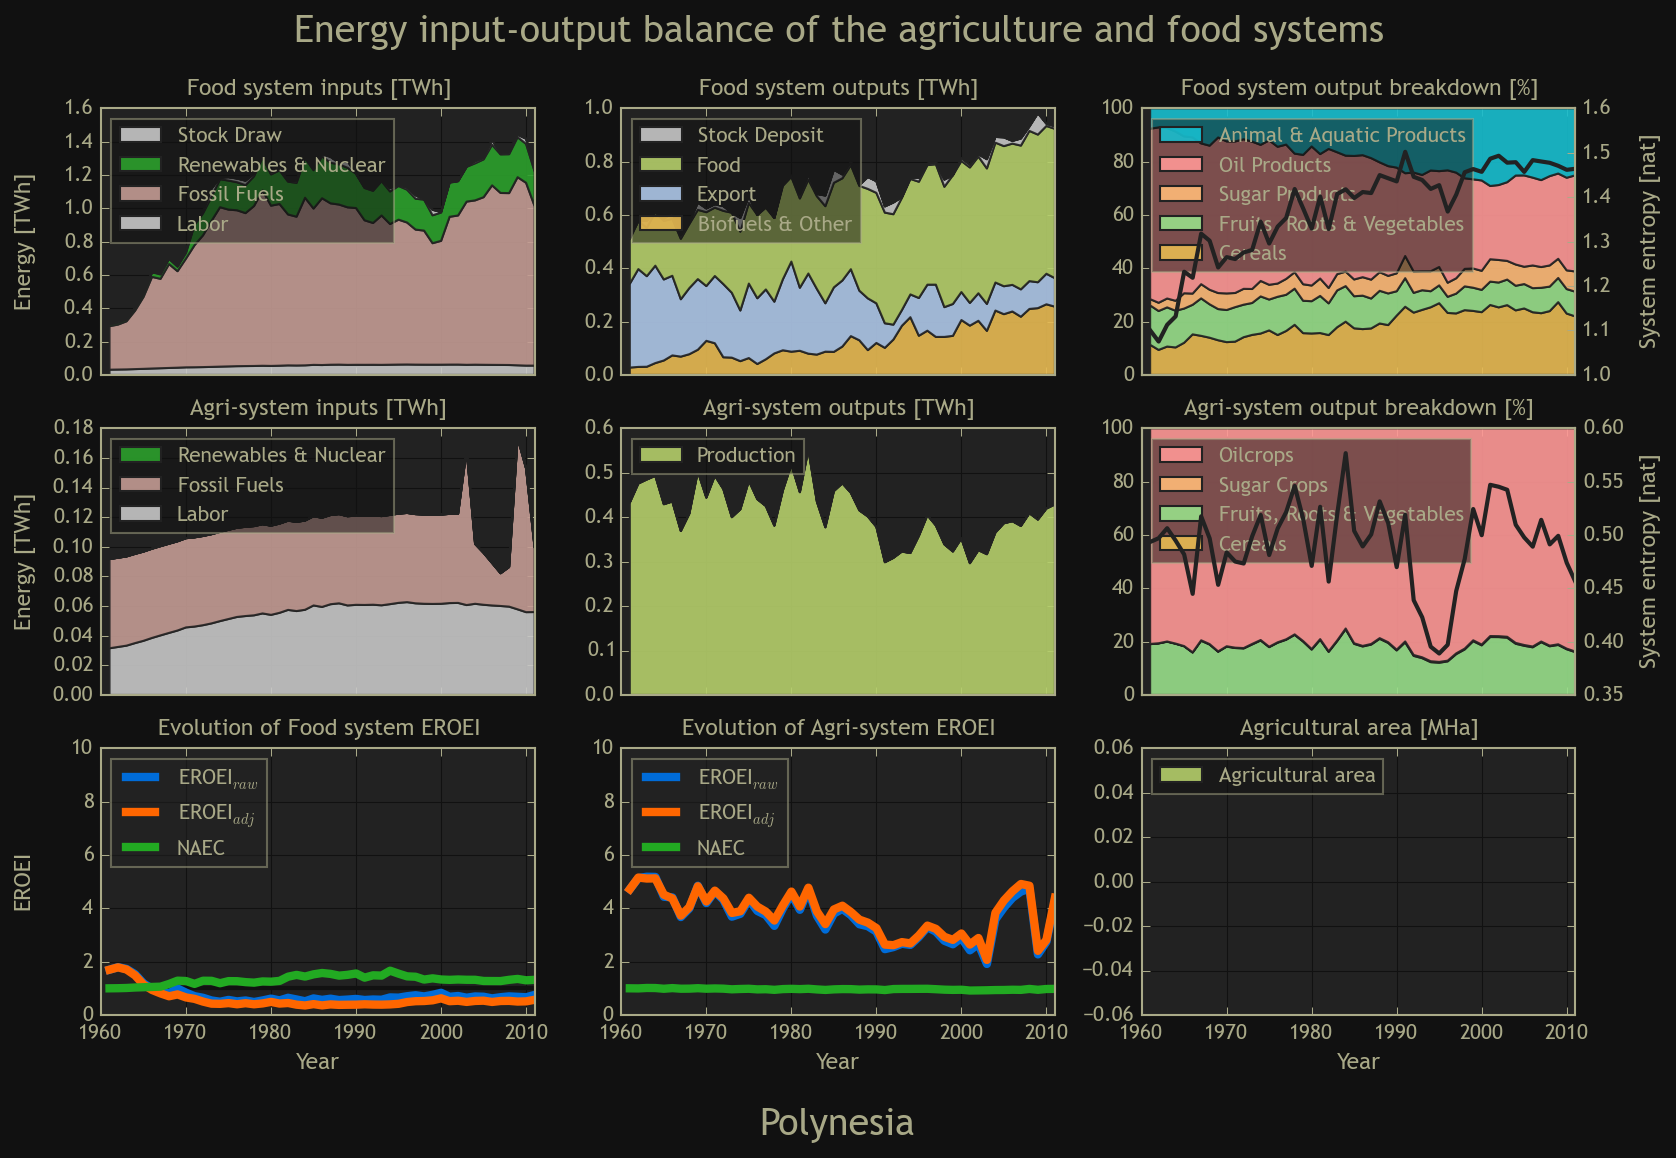 Energy input-output balance of the agriculture and food systems
Food system inputs [TWh]
Energy [TWh]
1.6
1.4
1.2
1.0
0.8
0.6
0.4
0.2
0.0
Stock Draw
Renewables & Nuclear
Fossil Fuels
Labor
Food system outputs [TWh]
1.0
0.8
0.6
0.4
0.2
0.0
Stock Deposit
Food
Export
Biofuels & Other
Food system output breakdown [%]
100
80
60
40
20
0
Animal & Aquatic Products
Oil Products
Sugar Products
Fruits, Roots & Vegetables
Cereals
1.6
1.5
1.4
1.3
1.2
1.1
1.0
System entropy [nat]
Agri-system inputs [TWh]
Energy [TWh]
0.18
0.16
0.14
0.12
0.10
0.08
0.06
0.04
0.02
0.00
Renewables & Nuclear
Fossil Fuels
Labor
Agri-system outputs [TWh]
0.6
0.5
0.4
0.3
0.2
0.1
0.0
Production
Agri-system output breakdown [%]
100
80
60
40
20
0
Oilcrops
Sugar Crops
Fruits, Roots & Vegetables
Cereals
0.60
0.55
0.50
0.45
0.40
0.35
System entropy [nat]
Evolution of Food system EROEI
EROEI
10
8
6
4
2
0
EROEI raw
EROEI adj
NAEC
1960 1970 1980 1990 2000 2010
Year
Evolution of Agri-system EROEI
10
8
6
4
2
0
EROEI raw
EROEI adj
NAEC
1960 1970 1980 1990 2000 2010
Year
Agricultural area [MHa]
0.06
0.04
0.02
0.00
−0.02
−0.04
−0.06
Agricultural area
1960 1970 1980 1990 2000 2010
Year
Polynesia